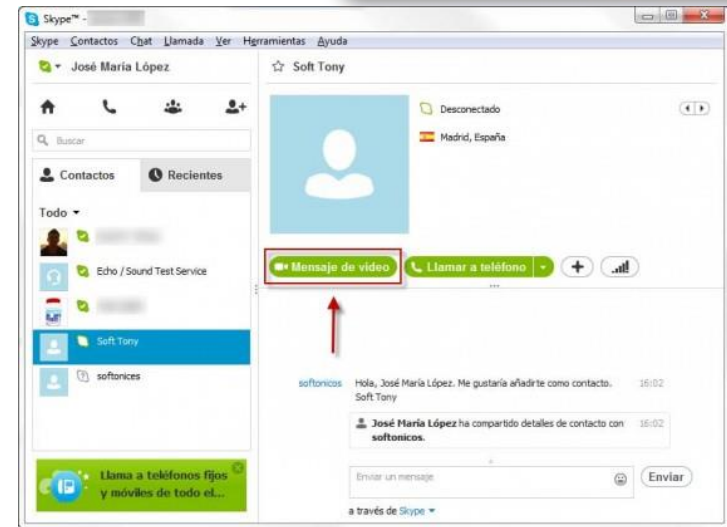 Skype™ -
Skype Contactos Chat Llamada Ver Herramientas Ayuda
José María López
Buscar
Contactos Recientes
Todo
Echo / Sound Test Service
Soft Tony
softonices
Llama a teléfonos fijos
y móviles de todo el...
Soft Tony
Desconectado
Madrid, España
Mensaje de vídeo Llamar a teléfono
softonicos Hola, José María López. Me gustaría añadirte como contacto. 16:02
Soft Tony
José María López ha compartido detalles de contacto con 16:02
softonicos.
Enviar un mensaje Enviar
a través de Skype